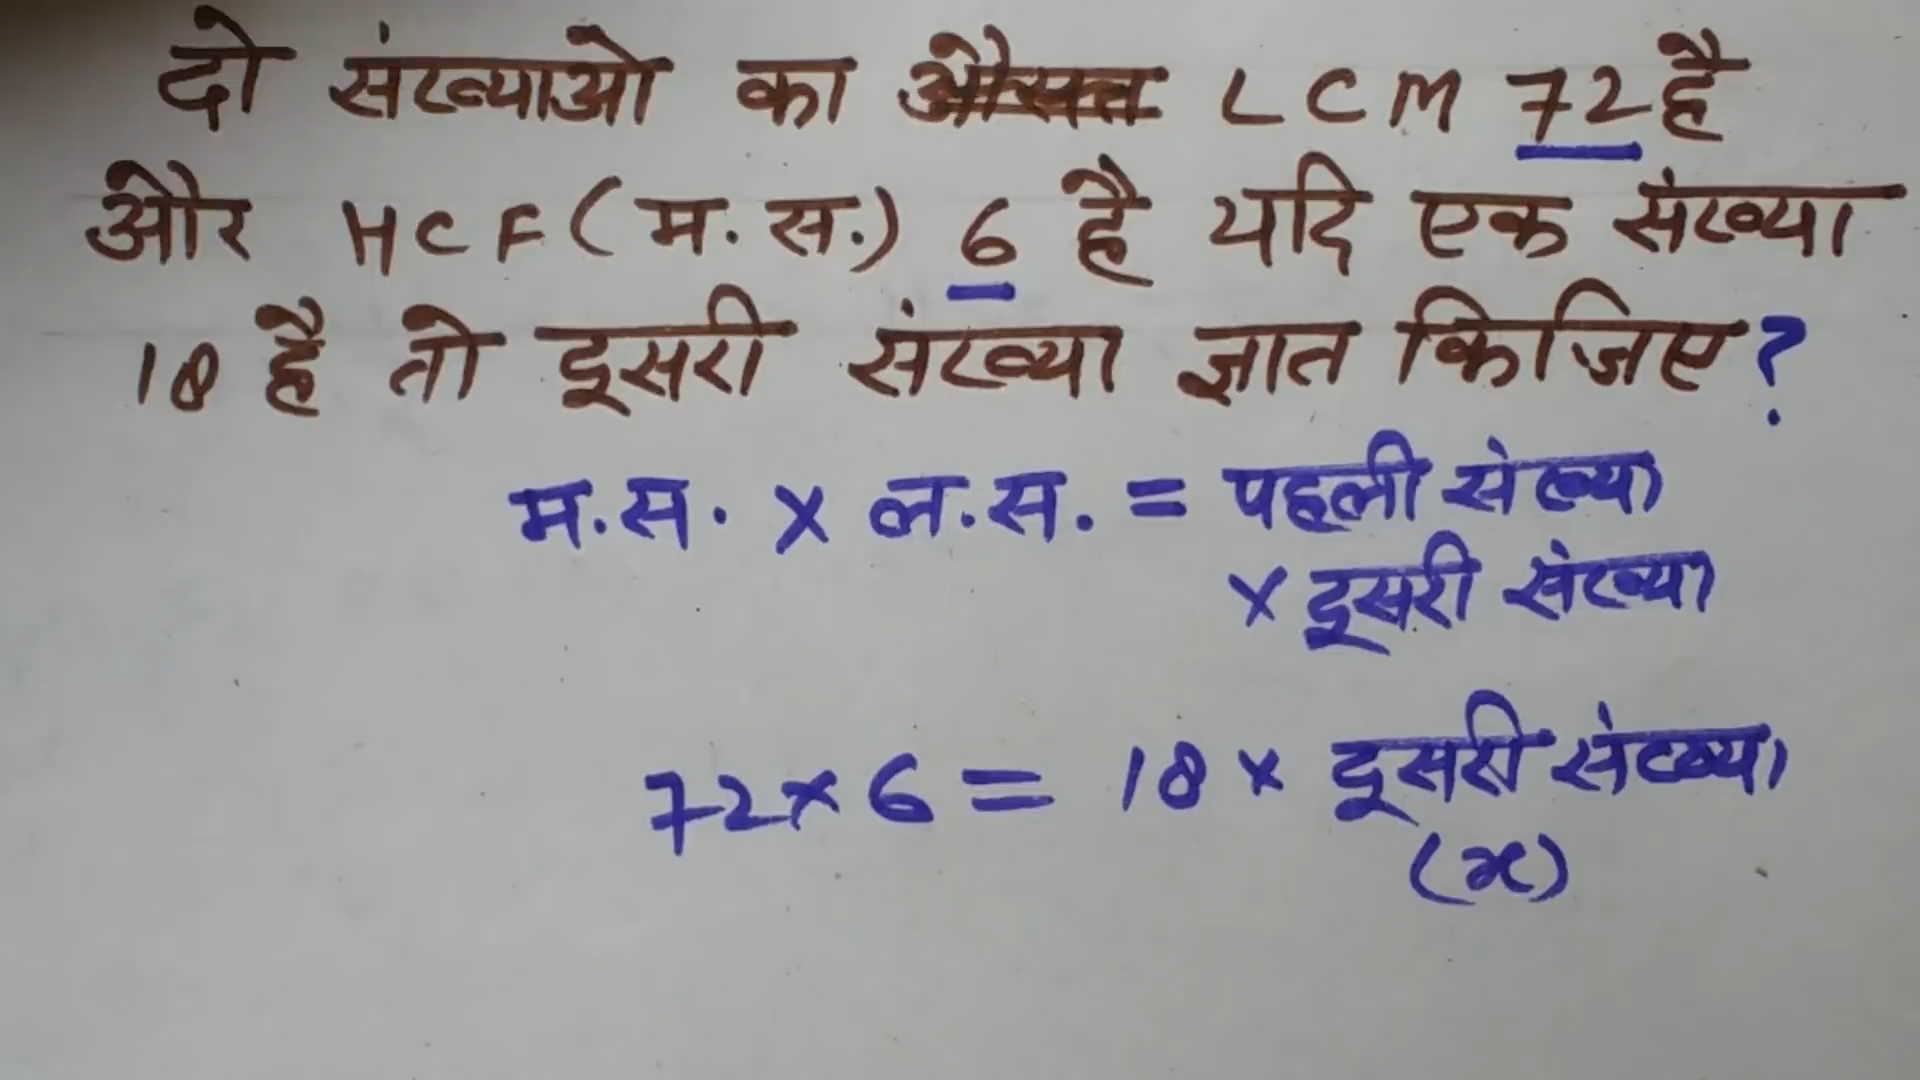 दो संख्याओ का औसत LCM 72 है
और HCF (म.स.) 6 है यदि एक संख्या
18 है तो दूसरी संख्या ज्ञात किजिए?
म.स. × ल.स. = पहली संख्या
× दूसरी संख्या
72 × 6 = 18 × दूसरी संख्या
(x)